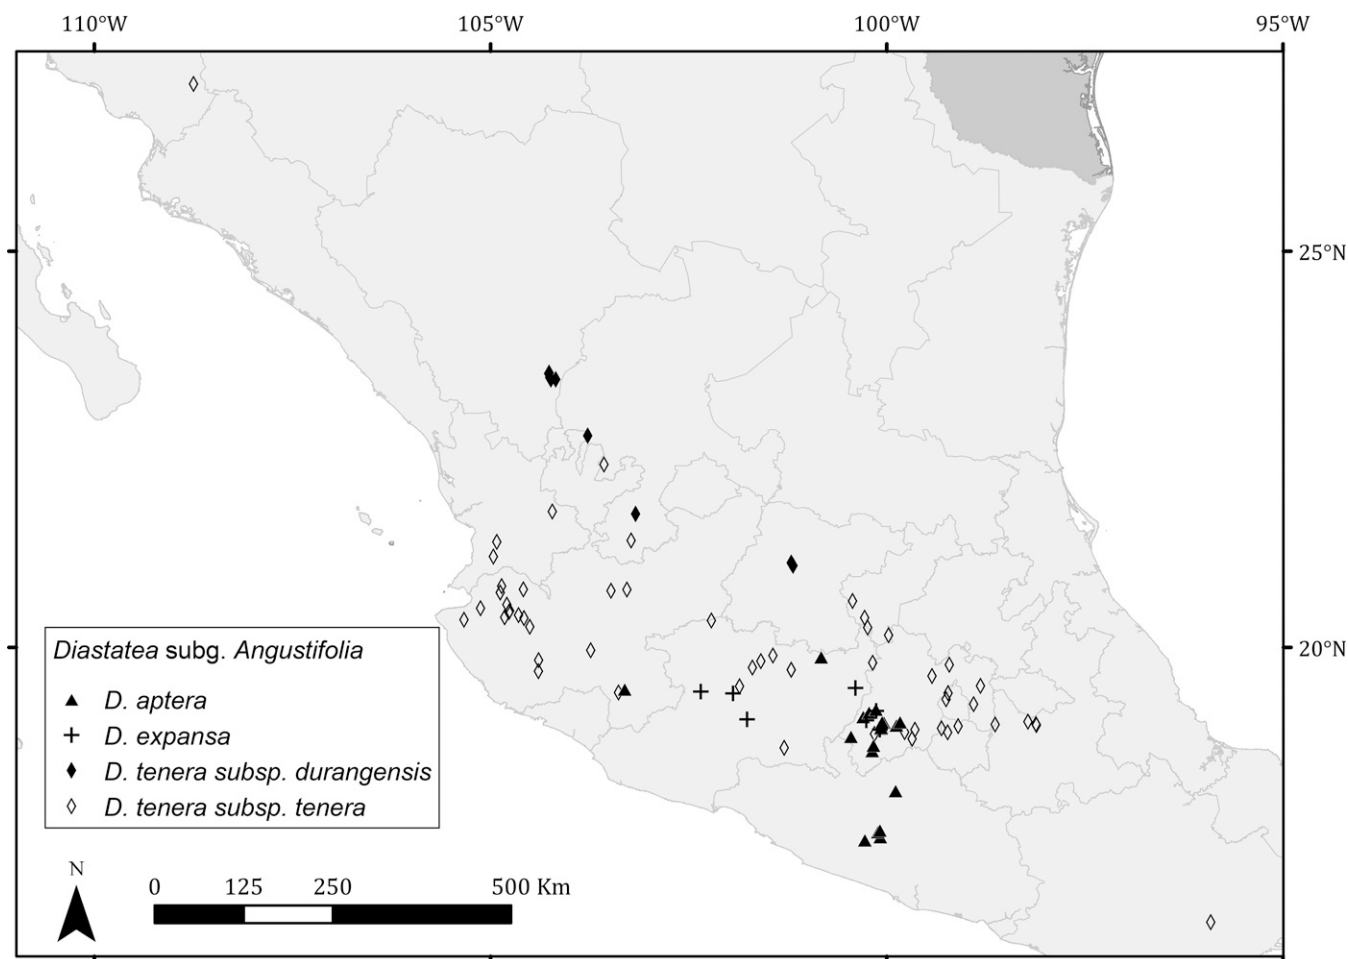 110°W 105°W 100°W 95°W
25°N
20°N
Diastatea subg. Angustifolia
D. aptera
D. expansa
D. tenera subsp. durangensis
D. tenera subsp. tenera
N
0 125 250 500 Km